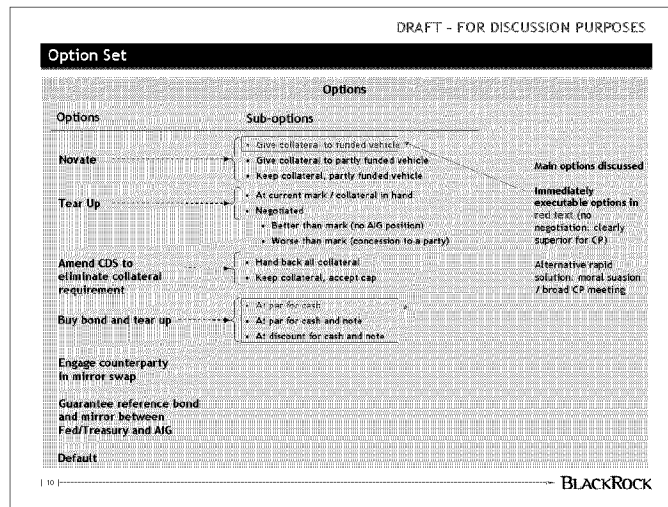 DRAFT - FOR DISCUSSION PURPOSES
Option Set
Options
Options
Sub-options
Novate
• Give collateral to funded vehicle
• Give collateral to partly funded vehicle
• Keep collateral, partly funded vehicle
Tear Up
• At current mark / collateral in hand
• Negotiated
• Better than mark (no AIG position)
• Worse than mark (concession to a party)
Amend CDS to
eliminate collateral
requirement
• Hand back all collateral
• Keep collateral, accept cap
Buy bond and tear up
• At par for cash
• At par for cash and note
• At discount for cash and note
Engage counterparty
in mirror swap
Guarantee reference bond
and mirror between
Fed/Treasury and AIG
Default
Main options discussed
Immediately
executable options in
red text (no
negotiation: clearly
superior for CP)
Alternative rapid
solution: moral suasion
/ broad CP meeting
10
BLACKROCK